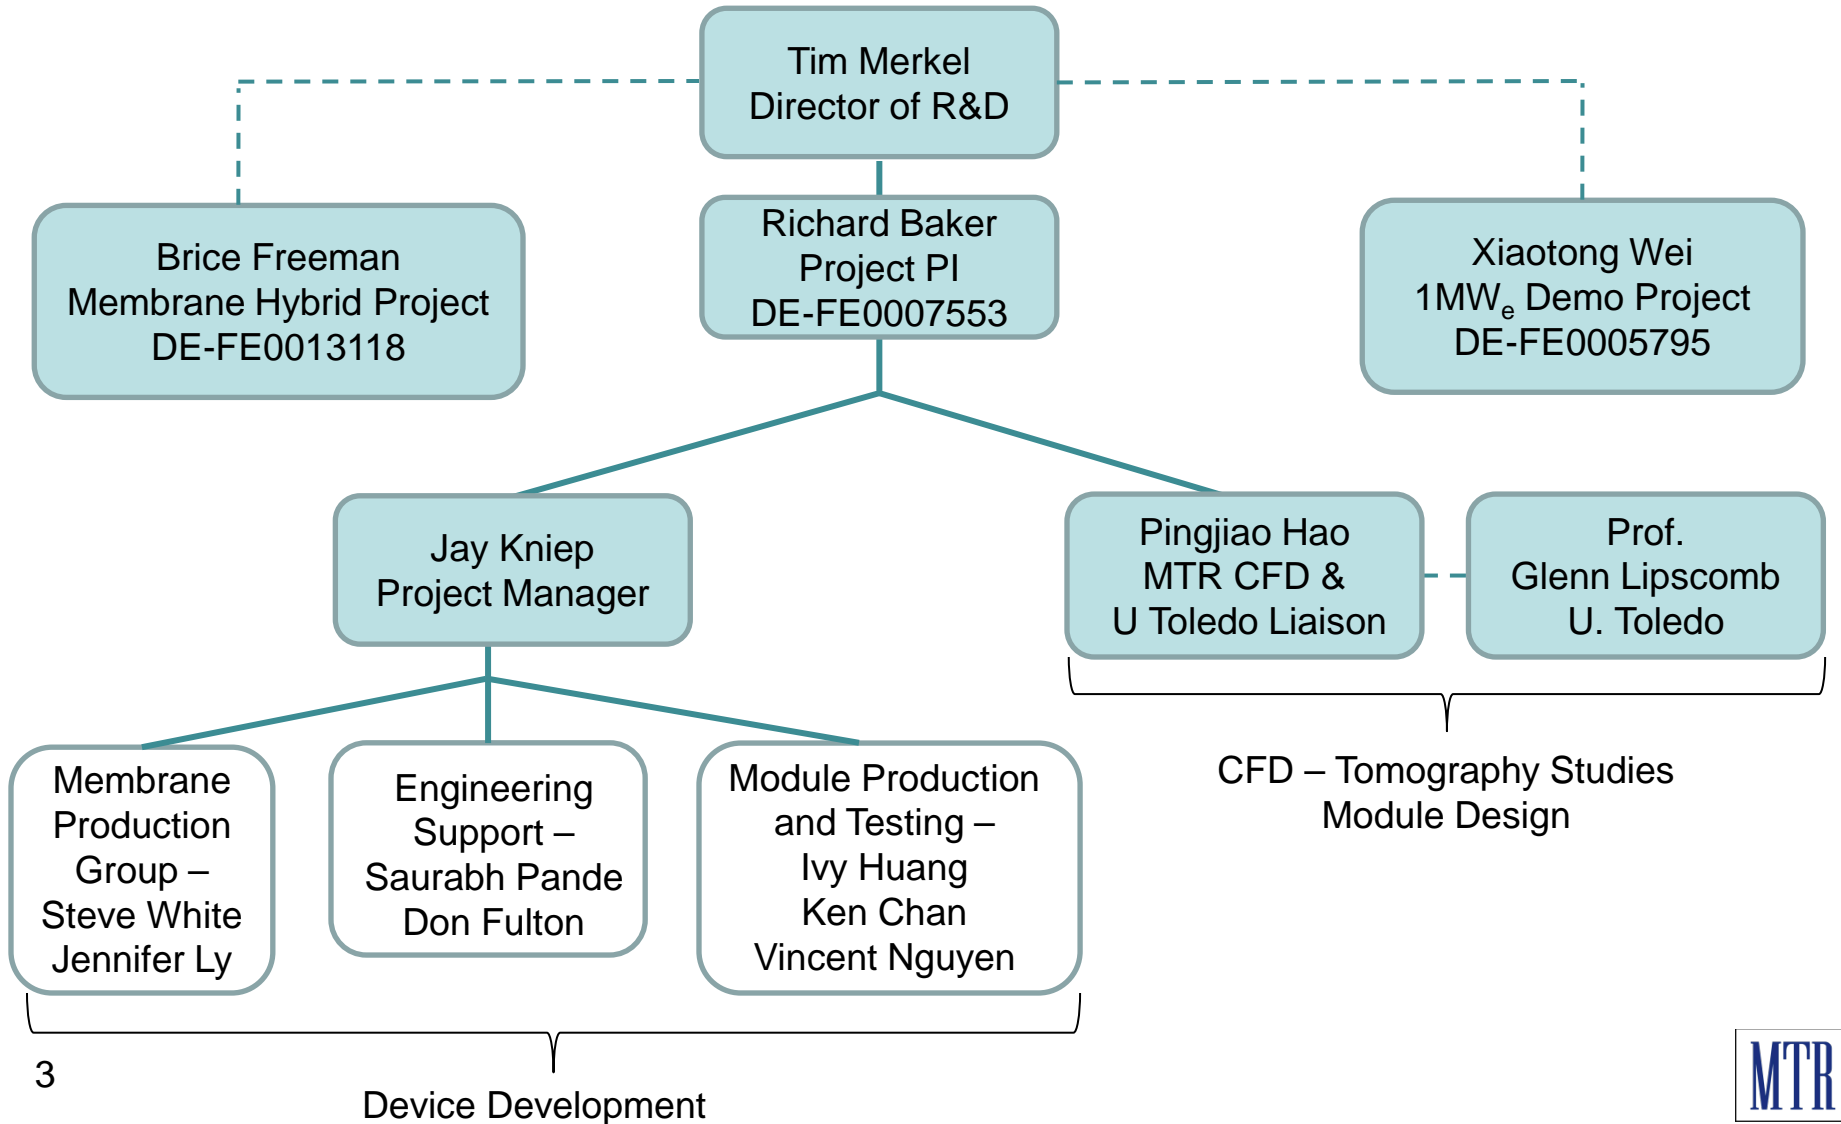 Tim Merkel
Director of R&D
Brice Freeman
Membrane Hybrid Project
DE-FE0013118
Richard Baker
Project PI
DE-FE0007553
Xiaotong Wei
1MWe Demo Project
DE-FE0005795
Jay Kniep
Project Manager
Pingjiao Hao
MTR CFD &
U Toledo Liaison
Prof.
Glenn Lipscomb
U. Toledo
Membrane
Production
Group –
Steve White
Jennifer Ly
Engineering
Support –
Saurabh Pande
Don Fulton
Module Production
and Testing –
Ivy Huang
Ken Chan
Vincent Nguyen
CFD – Tomography Studies
Module Design
Device Development
3
MTR